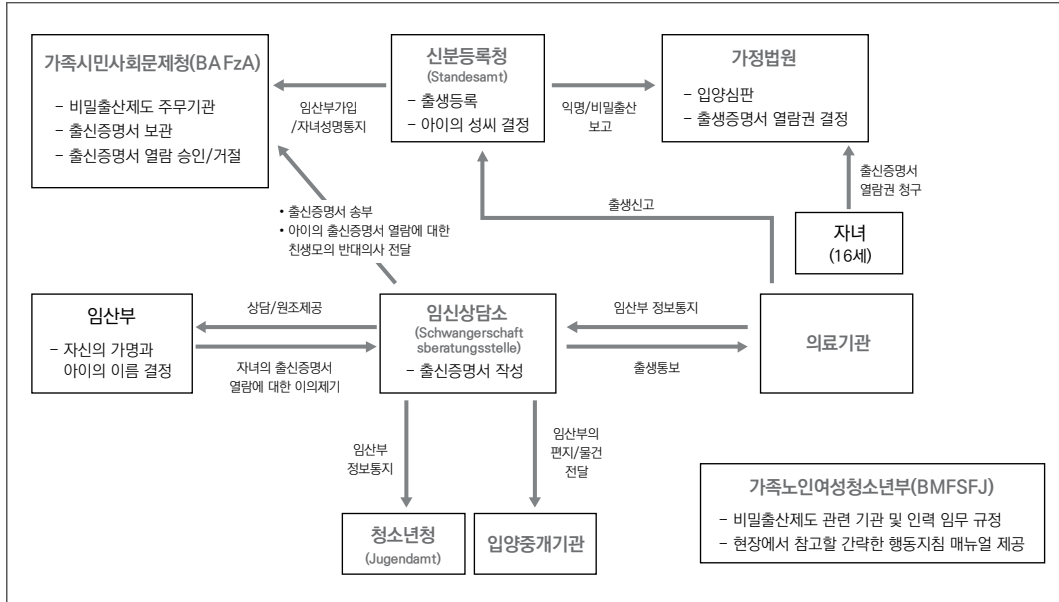 가족시민사회문제청(BAFzA)
– 비밀출산제도 주무기관
– 출신증명서 보관
– 출신증명서 열람 승인/거절
임산부가입
/자녀성명통지
신분등록청
(Standesamt)
– 출생등록
– 아이의 성씨 결정
익명/비밀출산
보고
가정법원
– 입양심판
– 출생증명서 열람권 결정
출신증명서
열람권 청구
자녀
(16세)
• 출신증명서 송부
• 아이의 출신증명서 열람에 대한
친생모의 반대의사 전달
출생신고
임산부
– 자신의 가명과
아이의 이름 결정
상담/원조제공
자녀의 출신증명서
열람에 대한 이의제기
임신상담소
(Schwangerschaft
sberatungsstelle)
– 출신증명서 작성
임산부 정보통지
출생통보
의료기관
임산부
정보통지
임산부의
편지/물건
전달
청소년청
(Jugendamt)
입양중개기관
가족노인여성청소년부(BMFSFJ)
– 비밀출산제도 관련 기관 및 인력 임무 규정
– 현장에서 참고할 간략한 행동지침 매뉴얼 제공